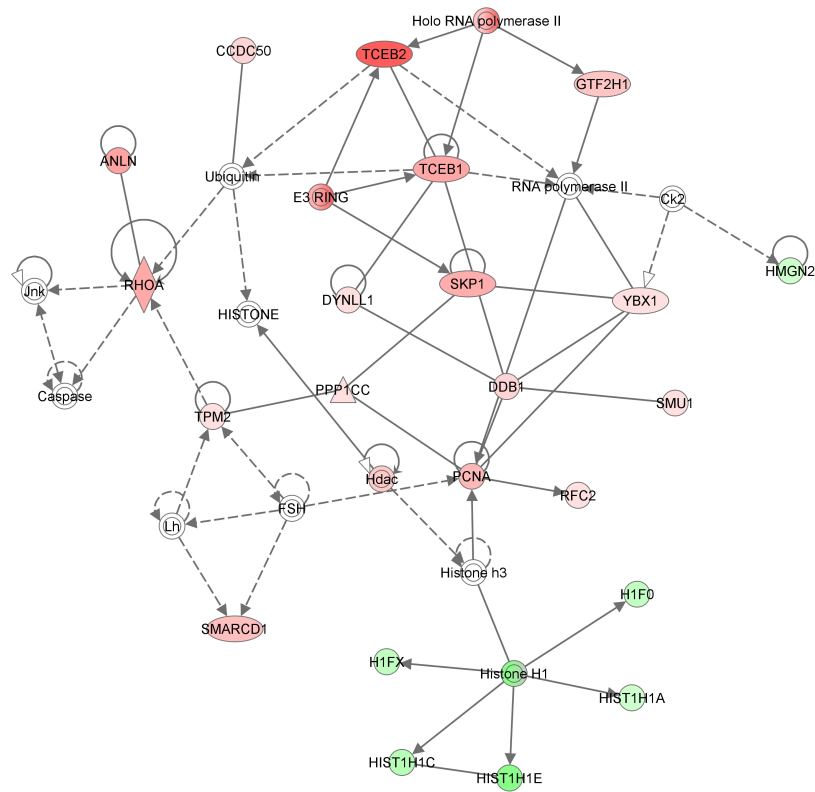 Holo RNA polymerase II
CCDC50
TCEB2
GTF2H1
ANLN
TCEB1
Ubiquitin
RNA polymerase II
E3 RING
Ck2
HMGN2
RHOA
SKP1
Jnk
DYNLL1
YBX1
HISTONE
DDB1
PPP1CC
Caspase
SMU1
TPM2
Hdac
PCNA
RFC2
FSH
Lh
Histone h3
H1F0
SMARCD1
H1FX
Histone H1
HIST1H1A
HIST1H1C
HIST1H1E